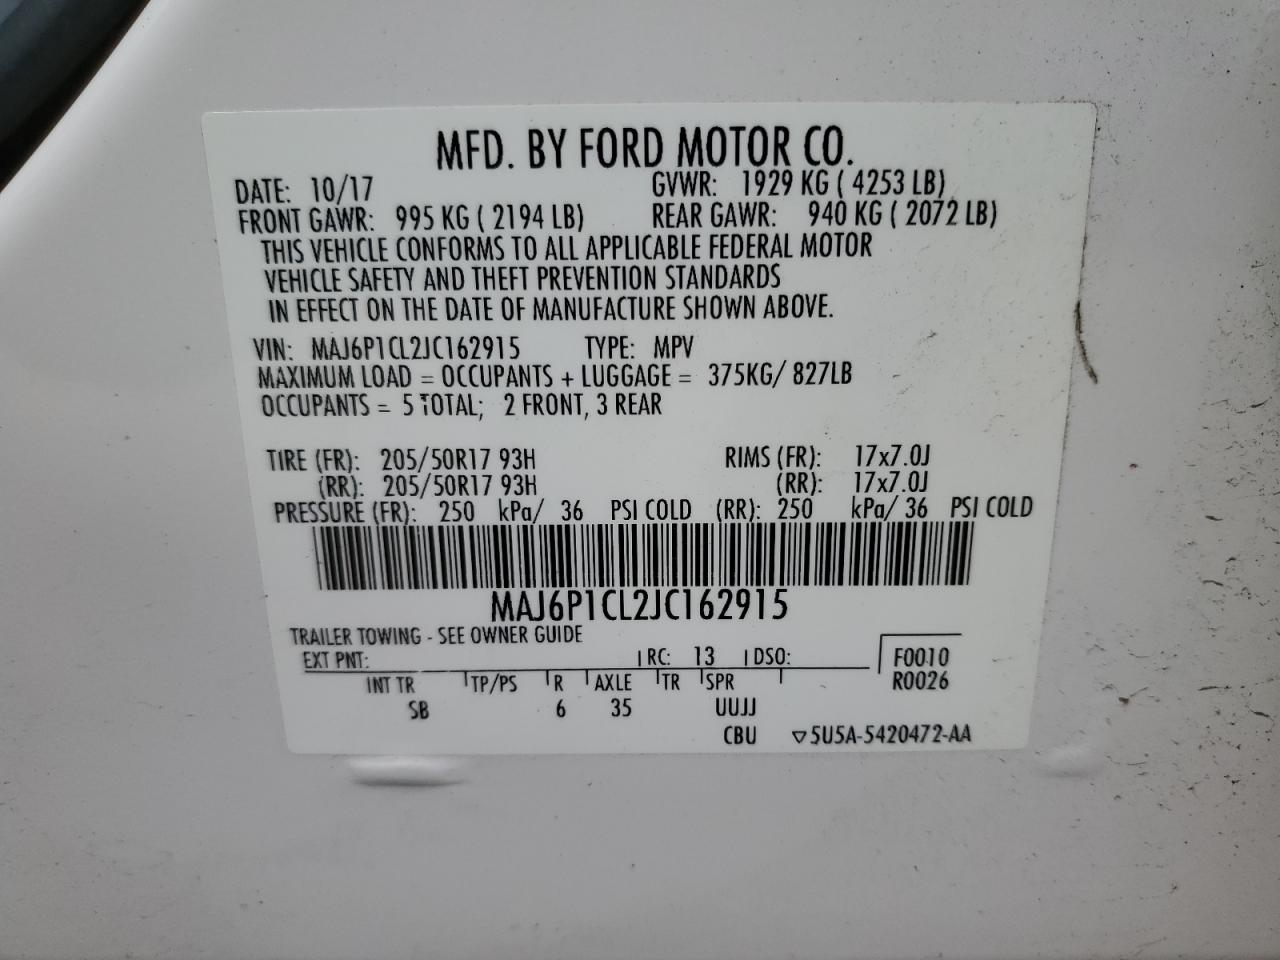 MFD. BY FORD MOTOR CO.
DATE: 10/17 GVWR: 1929 KG ( 4253 LB)
FRONT GAWR: 995 KG ( 2194 LB) REAR GAWR: 940 KG ( 2072 LB)
THIS VEHICLE CONFORMS TO ALL APPLICABLE FEDERAL MOTOR
VEHICLE SAFETY AND THEFT PREVENTION STANDARDS
IN EFFECT ON THE DATE OF MANUFACTURE SHOWN ABOVE.
VIN: MAJ6P1CL2JC162915 TYPE: MPV
MAXIMUM LOAD = OCCUPANTS + LUGGAGE = 375KG/ 827LB
OCCUPANTS = 5 TOTAL; 2 FRONT, 3 REAR
TIRE (FR): 205/50R17 93H RIMS (FR): 17x7.0J
(RR): 205/50R17 93H (RR): 17x7.0J
PRESSURE (FR): 250 kPa/ 36 PSI COLD (RR): 250 kPa/ 36 PSI COLD
MAJ6P1CL2JC162915
TRAILER TOWING - SEE OWNER GUIDE
EXT PNT: RC: 13 DSO: F0010
INT TR TP/PS R AXLE TR SPR R0026
SB 6 35 UUJJ
CBU ▽5U5A-5420472-AA